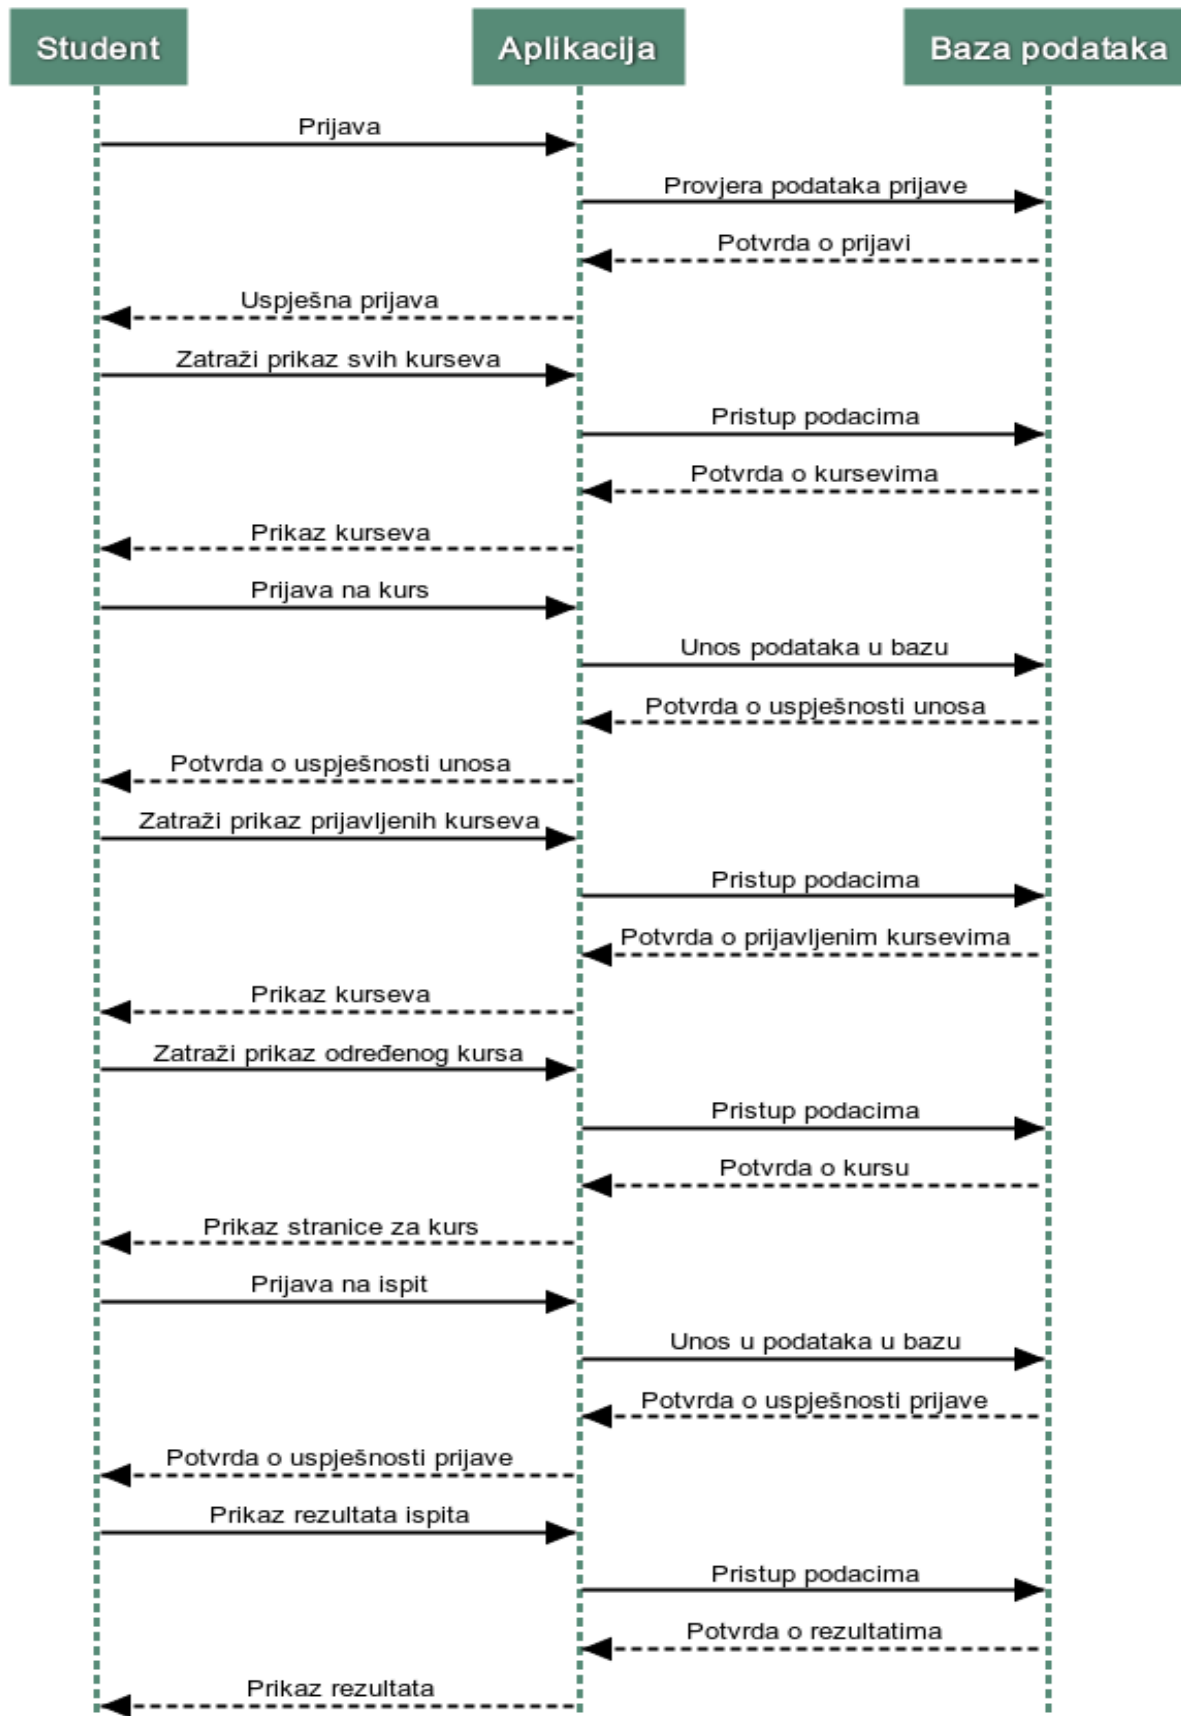 Student
Aplikacija
Baza podataka
Prijava
Provjera podataka prijave
Potvrda o prijavi
Uspješna prijava
Zatraži prikaz svih kurseva
Pristup podacima
Potvrda o kursevima
Prikaz kurseva
Prijava na kurs
Unos podataka u bazu
Potvrda o uspješnosti unosa
Potvrda o uspješnosti unosa
Zatraži prikaz prijavljenih kurseva
Pristup podacima
Potvrda o prijavljenim kursevima
Prikaz kurseva
Zatraži prikaz određenog kursa
Pristup podacima
Potvrda o kursu
Prikaz stranice za kurs
Prijava na ispit
Unos u podataka u bazu
Potvrda o uspješnosti prijave
Potvrda o uspješnosti prijave
Prikaz rezultata ispita
Pristup podacima
Potvrda o rezultatima
Prikaz rezultata